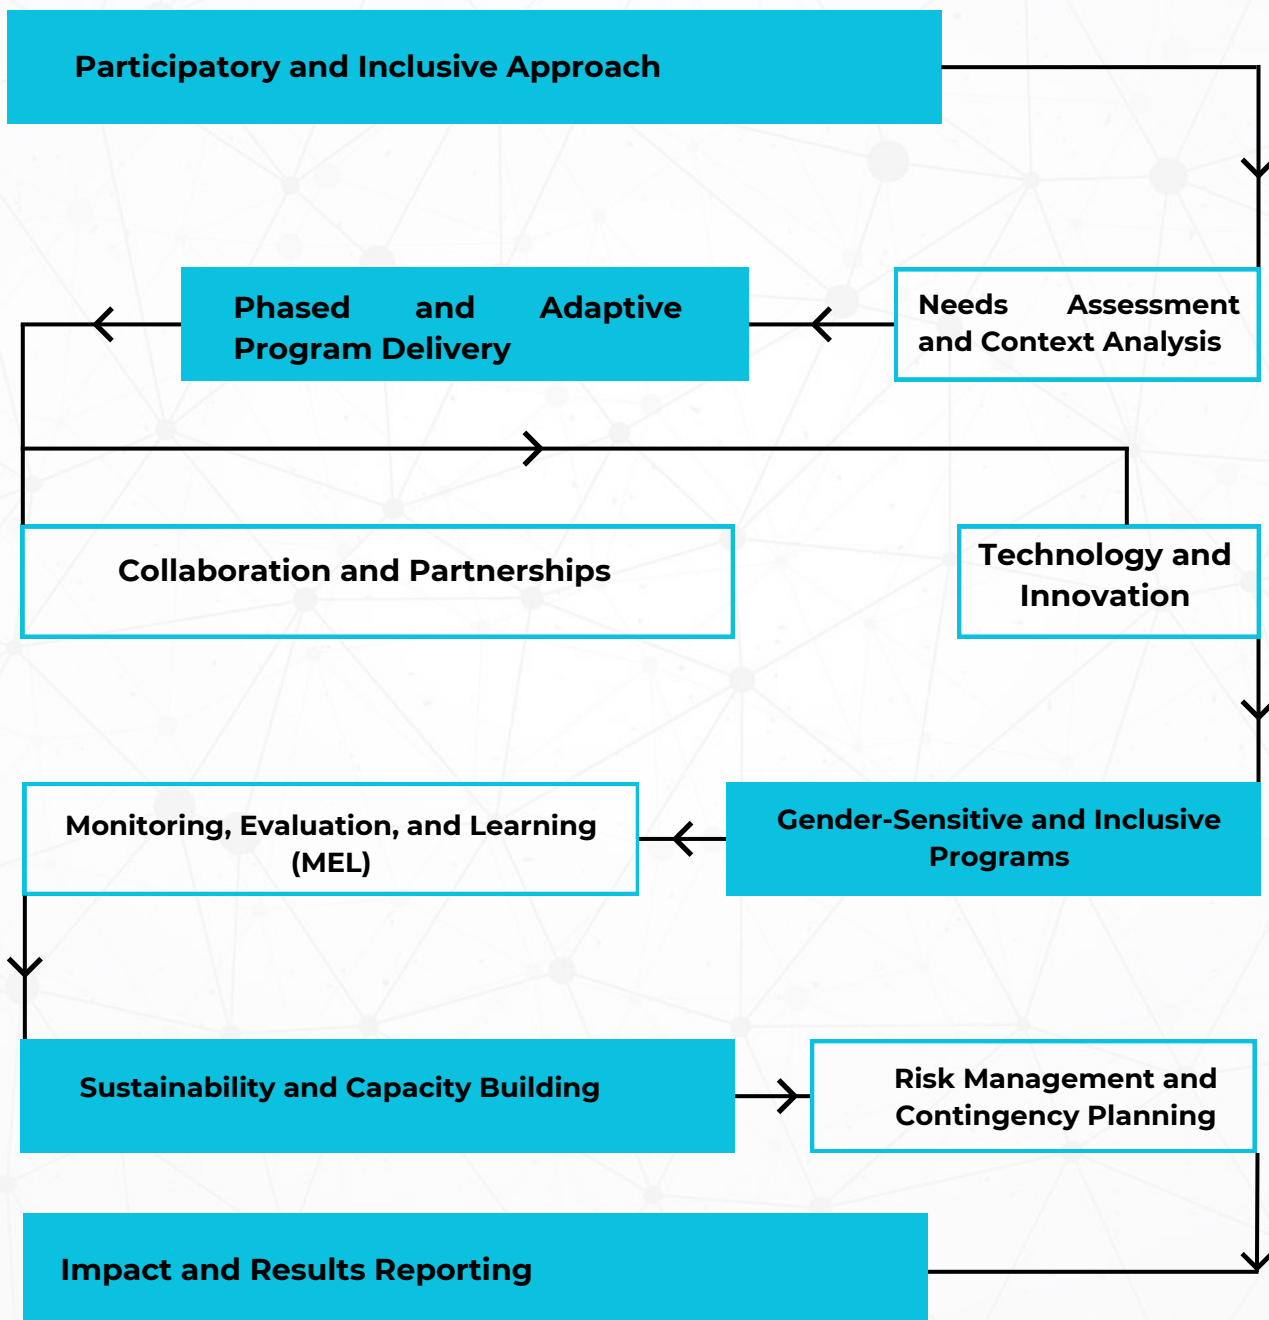 Participatory and Inclusive Approach
Needs Assessment
and Context Analysis
Phased and Adaptive
Program Delivery
Collaboration and Partnerships
Technology and
Innovation
Gender-Sensitive and Inclusive
Programs
Monitoring, Evaluation, and Learning
(MEL)
Sustainability and Capacity Building
Risk Management and
Contingency Planning
Impact and Results Reporting